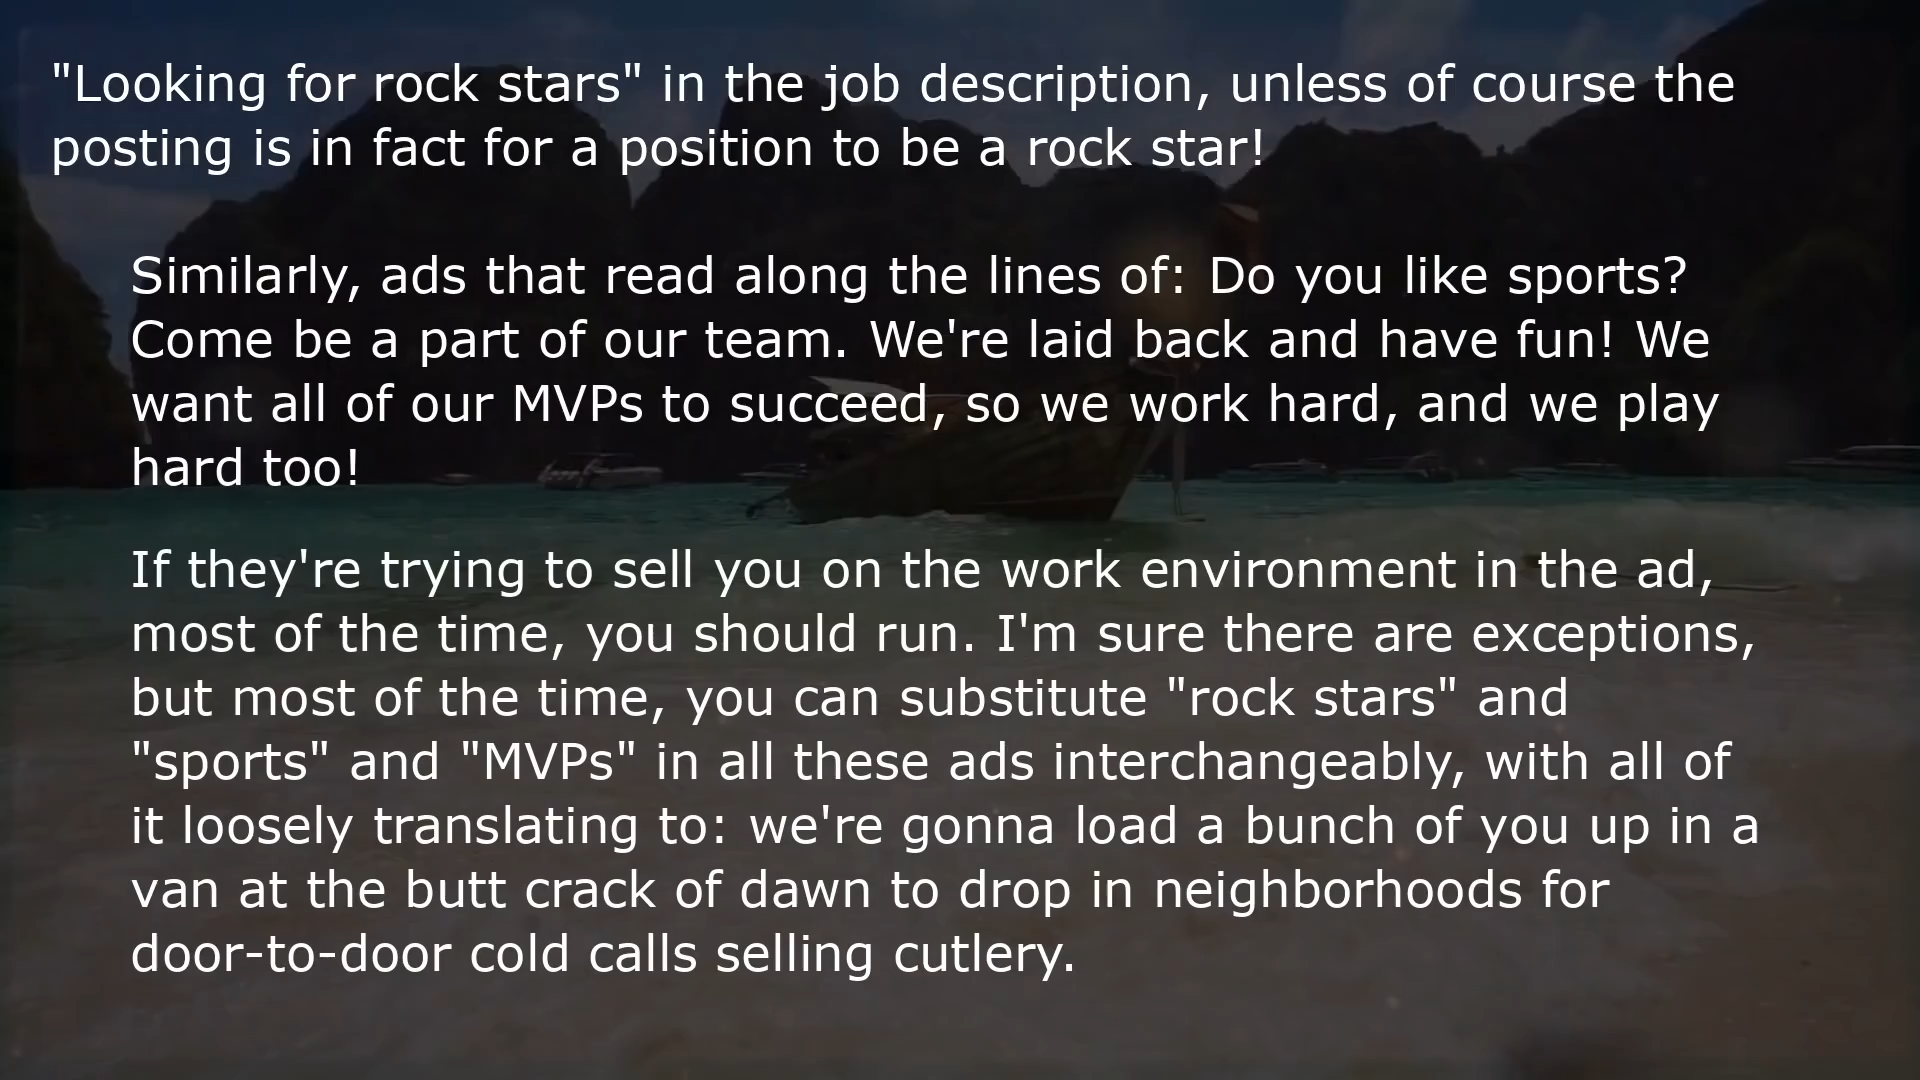 "Looking for rock stars" in the job description, unless of course the
posting is in fact for a position to be a rock star!
Similarly, ads that read along the lines of: Do you like sports?
Come be a part of our team. We're laid back and have fun! We
want all of our MVPs to succeed, so we work hard, and we play
hard too!
If they're trying to sell you on the work environment in the ad,
most of the time, you should run. I'm sure there are exceptions,
but most of the time, you can substitute "rock stars" and
"sports" and "MVPs" in all these ads interchangeably, with all of
it loosely translating to: we're gonna load a bunch of you up in a
van at the butt crack of dawn to drop in neighborhoods for
door-to-door cold calls selling cutlery.